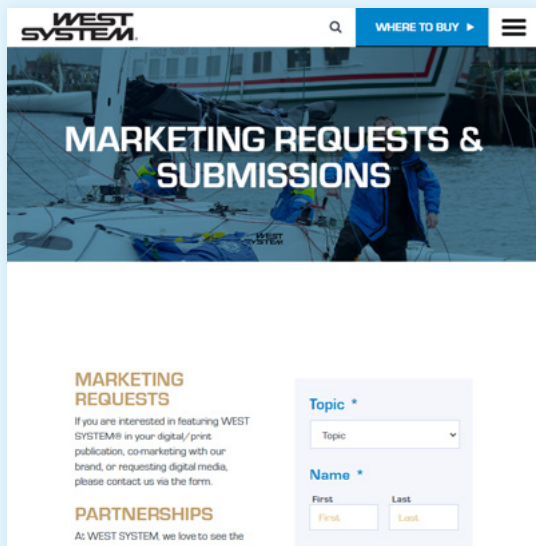 WEST
SYSTEM®
WHERE TO BUY
MARKETING REQUESTS &
SUBMISSIONS
WEST
SYSTEM
MARKETING
REQUESTS
If you are interested in featuring WEST
SYSTEM® in your digital/print
publication, co-marketing with our
brand, or requesting digital media,
please contact us via the form.
PARTNERSHIPS
At WEST SYSTEM, we love to see the
Topic *
Topic
Name *
First Last
First Last